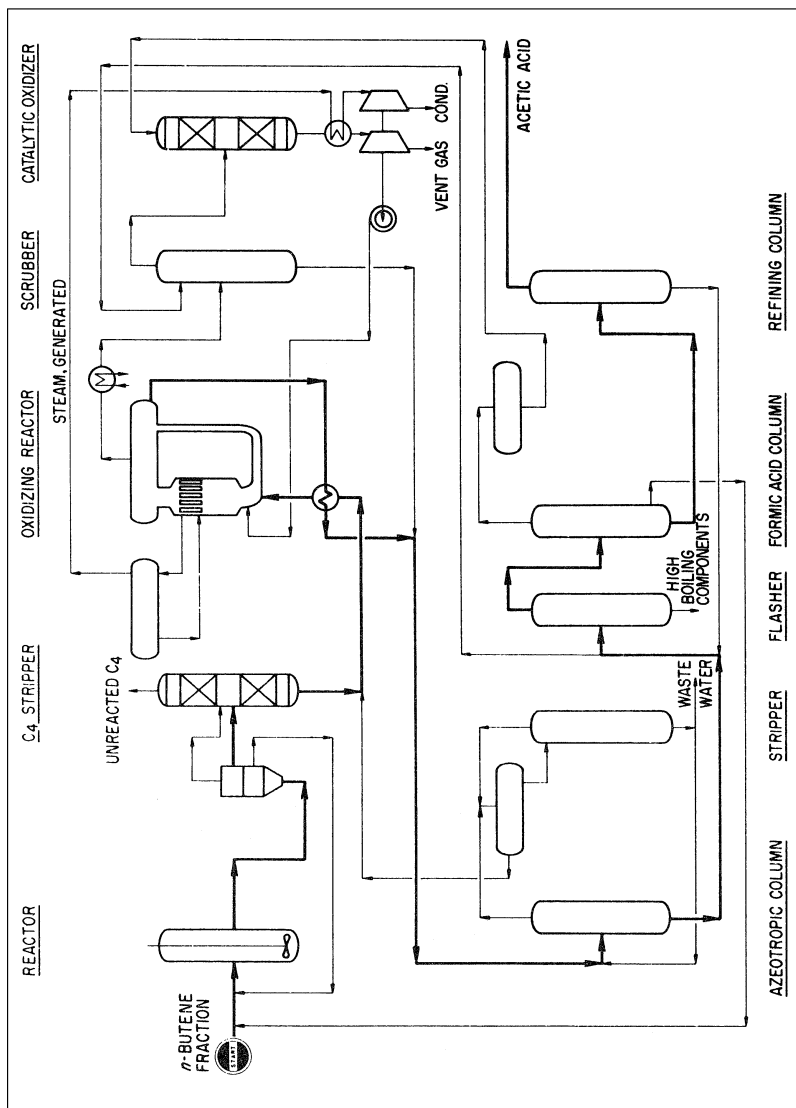 REACTOR
C4 STRIPPER
OXIDIZING REACTOR
SCRUBBER
CATALYTIC OXIDIZER
n-BUTENE
FRACTION
START
UNREACTED C4
STEAM, GENERATED
VENT GAS
COND.
WASTE
WATER
HIGH
BOILING
COMPONENTS
ACETIC ACID
AZEOTROPIC COLUMN
STRIPPER
FLASHER
FORMIC ACID COLUMN
REFINING COLUMN